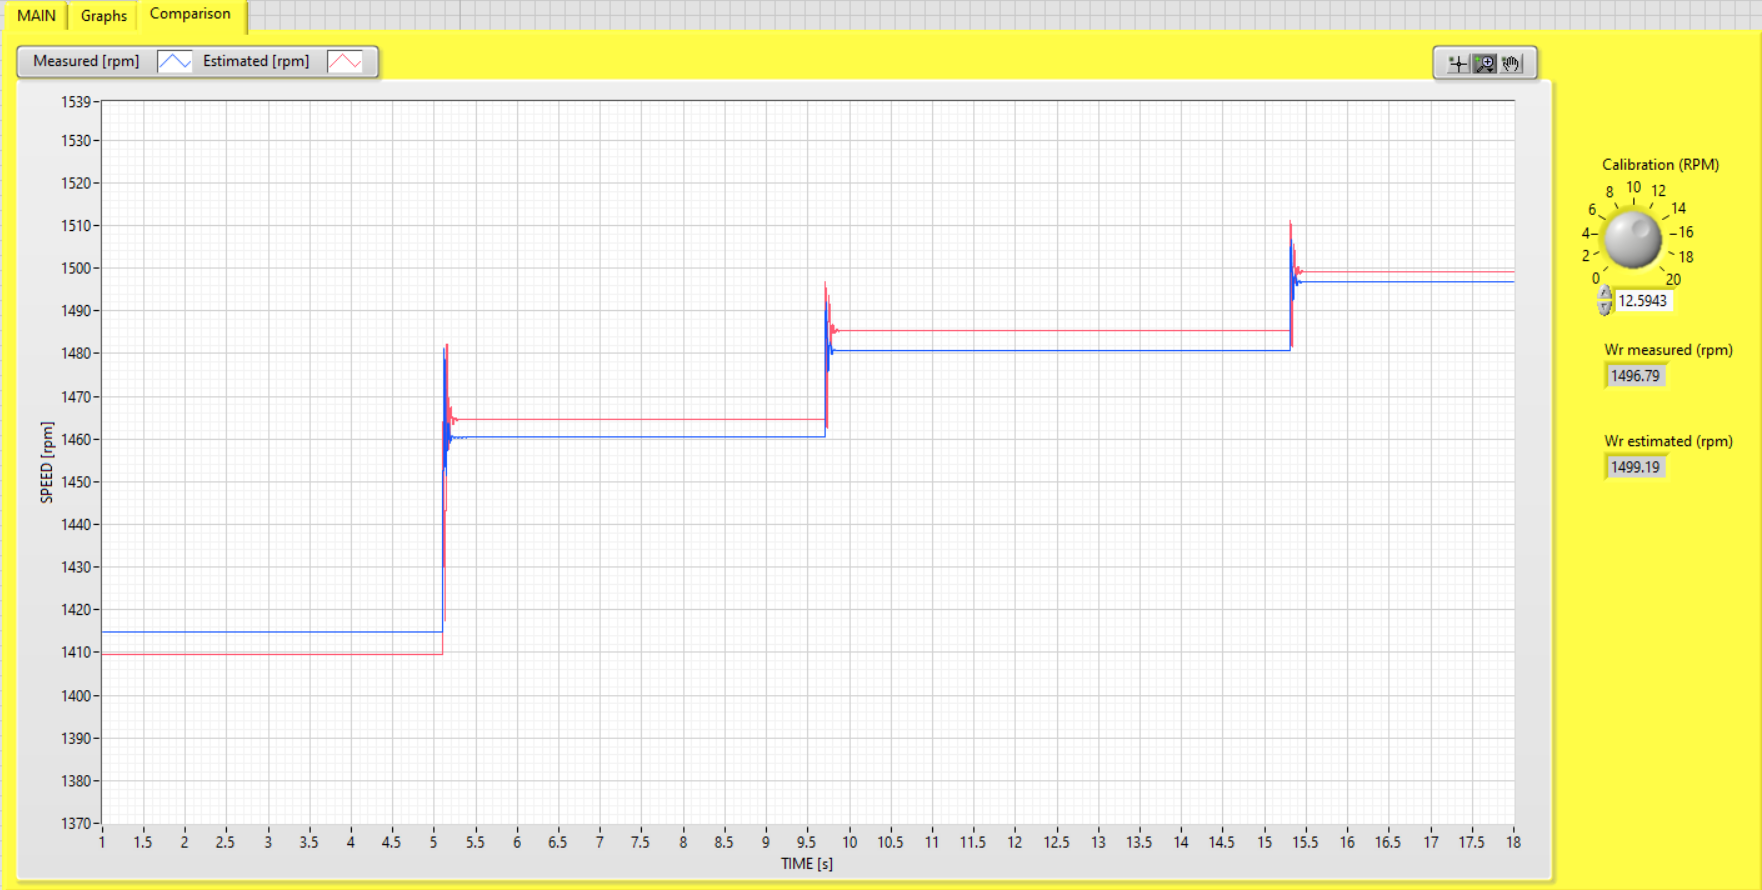 MAIN Graphs Comparison
Measured [rpm] Estimated [rpm]
1539
1530
1520
1510
1500
1490
1480
1470
1460
1450
1440
1430
1420
1410
1400
1390
1380
1370
SPEED [rpm]
1 1.5 2 2.5 3 3.5 4 4.5 5 5.5 6 6.5 7 7.5 8 8.5 9 9.5 10 10.5 11 11.5 12 12.5 13 13.5 14 14.5 15 15.5 16 16.5 17 17.5 18
TIME [s]
Calibration (RPM)
0 2 4 6 8 10 12 14 16 18 20
12.5943
Wr measured (rpm)
1496.79
Wr estimated (rpm)
1499.19